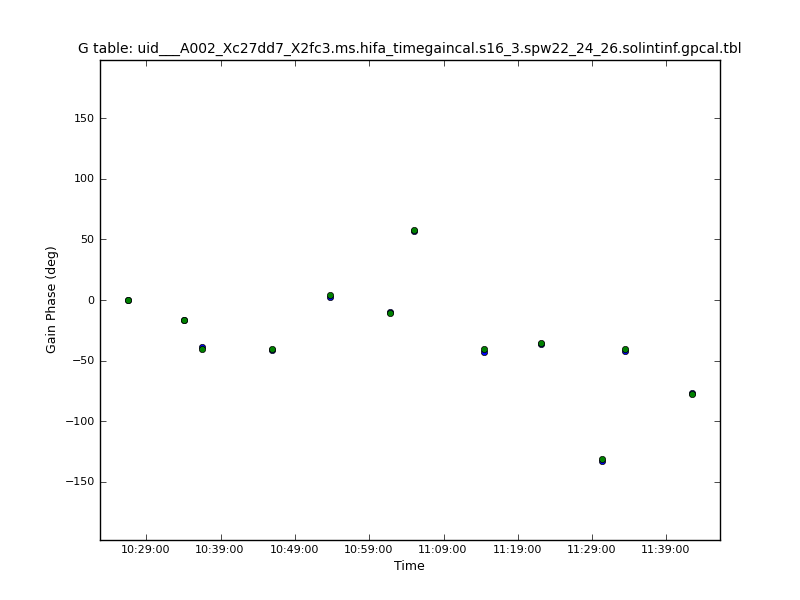 G table: uid___A002_Xc27dd7_X2fc3.ms.hifa_timegaincal.s16_3.spw22_24_26.solintinf.gpcal.tbl
150
100
50
0
−50
−100
−150
Gain Phase (deg)
10:29:00 10:39:00 10:49:00 10:59:00 11:09:00 11:19:00 11:29:00 11:39:00
Time